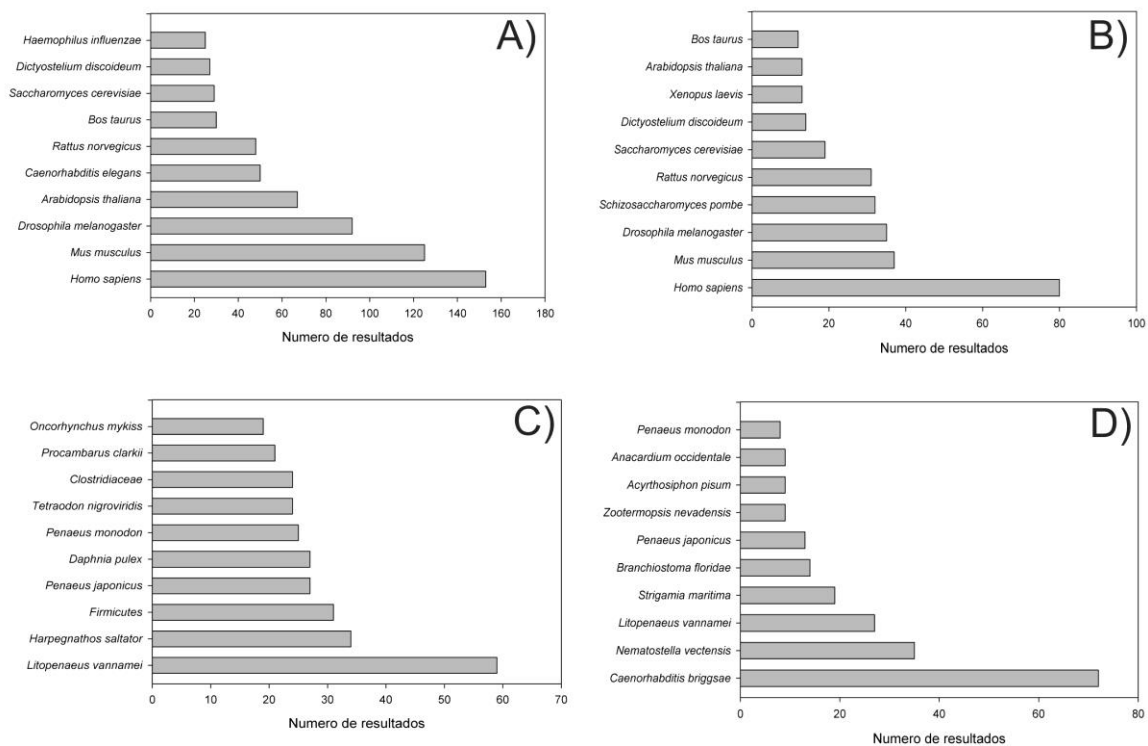 A)
Haemophilus influenzae
Dictyostelium discoideum
Saccharomyces cerevisiae
Bos taurus
Rattus norvegicus
Caenorhabditis elegans
Arabidopsis thaliana
Drosophila melanogaster
Mus musculus
Homo sapiens
0 20 40 60 80 100 120 140 160 180
Numero de resultados
B)
Bos taurus
Arabidopsis thaliana
Xenopus laevis
Dictyostelium discoideum
Saccharomyces cerevisiae
Rattus norvegicus
Schizosaccharomyces pombe
Drosophila melanogaster
Mus musculus
Homo sapiens
0 20 40 60 80 100
Numero de resultados
C)
Oncorhynchus mykiss
Procambarus clarkii
Clostridiaceae
Tetraodon nigroviridis
Penaeus monodon
Daphnia pulex
Penaeus japonicus
Firmicutes
Harpegnathos saltator
Litopenaeus vannamei
0 10 20 30 40 50 60 70
Numero de resultados
D)
Penaeus monodon
Anacardium occidentale
Acyrthosiphon pisum
Zootermopsis nevadensis
Penaeus japonicus
Branchiostoma floridae
Strigamia maritima
Litopenaeus vannamei
Nematostella vectensis
Caenorhabditis briggsae
0 20 40 60 80
Numero de resultados